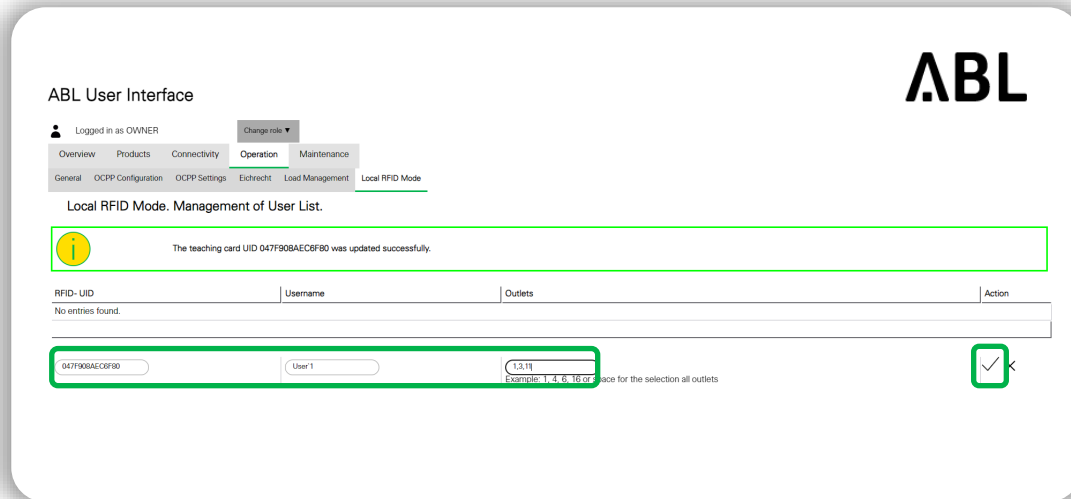 ABL
ABL User Interface
Logged in as OWNER Change role ▼
Overview Products Connectivity Operation Maintenance
General OCPP Configuration OCPP Settings Eichrecht Load Management Local RFID Mode
Local RFID Mode. Management of User List.
i The teaching card UID 047F908AEC6F80 was updated successfully.
RFID- UID Username Outlets Action
No entries found.
047F908AEC6F80 User'1 1,3,11
Example: 1, 4, 6, 16 or space for the selection all outlets